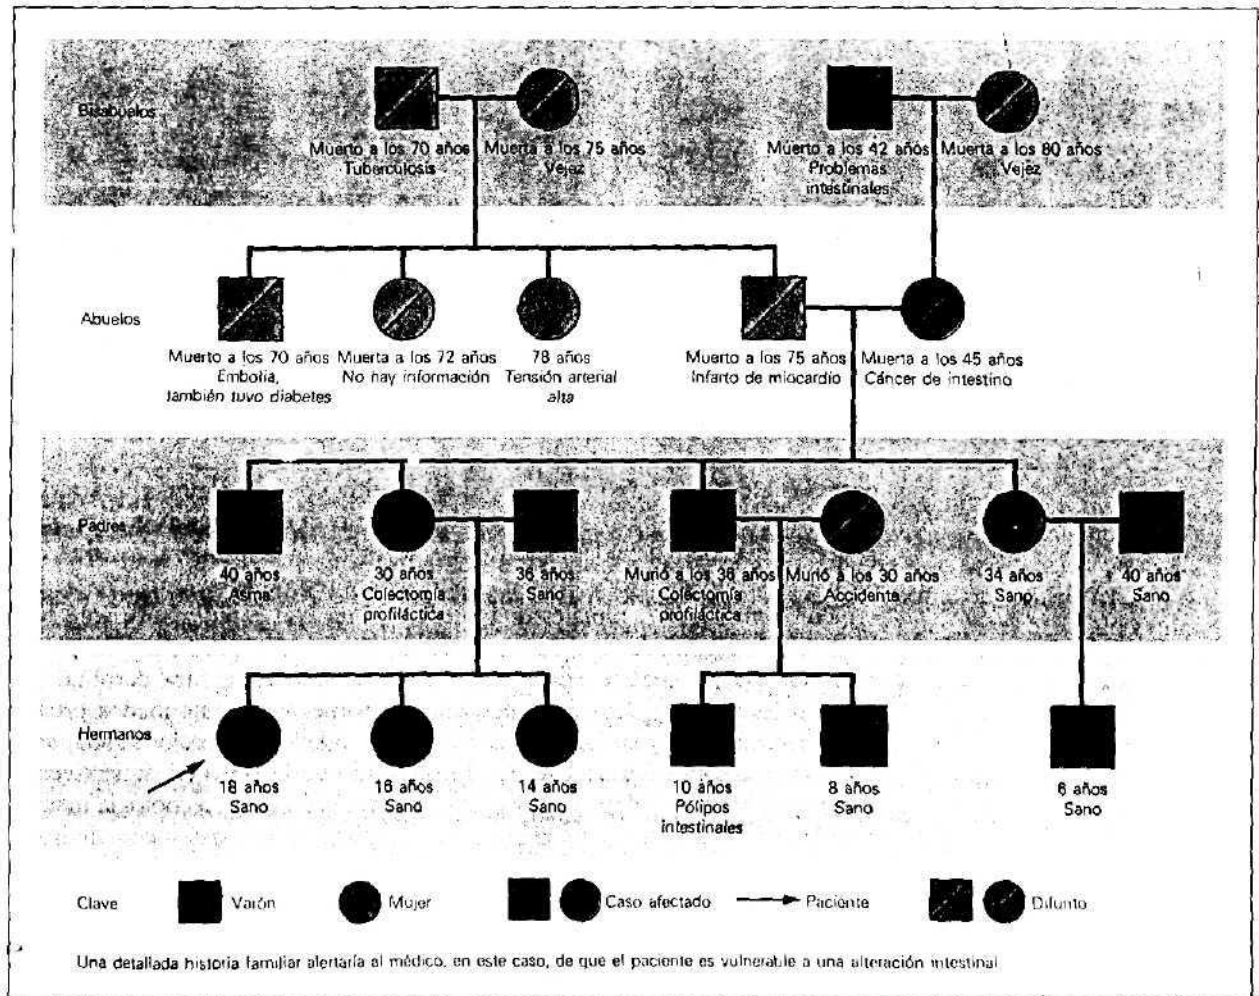 Bisabuelos
Muerto a los 70 años
Tuberculosis
Muerta a los 75 años
Vejez
Muerto a los 42 años
Problemas
intestinales
Muerta a los 80 años
Vejez
Abuelos
Muerto a los 70 años
Embolia,
también tuvo diabetes
Muerta a los 72 años
No hay información
78 años
Tensión arterial
alta
Muerto a los 75 años
Infarto de miocardio
Muerta a los 45 años
Cáncer de intestino
Padres
40 años
Asma
30 años
Colectomía
profiláctica
36 años
Sano
Murió a los 36 años
Colectomía
profiláctica
Murió a los 30 años
Accidente
34 años
Sano
40 años
Sano
Hermanos
18 años
Sano
16 años
Sano
14 años
Sano
10 años
Pólipos
intestinales
8 años
Sano
6 años
Sano
Clave
Varón
Mujer
Caso afectado
Paciente
Difunto
Una detallada historia familiar alertaría al médico, en este caso, de que el paciente es vulnerable a una alteración intestinal